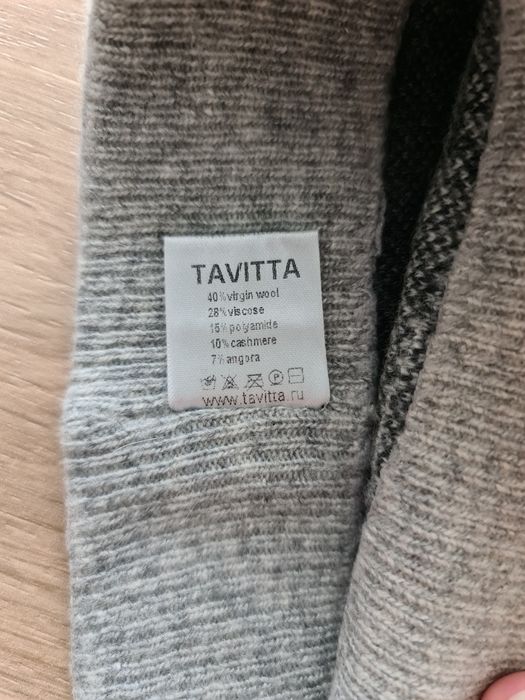 TAVITTA
40% virgin wool
28% viscose
15% polyamide
10% cashmere
7% angora
P
www.tavitta.ru